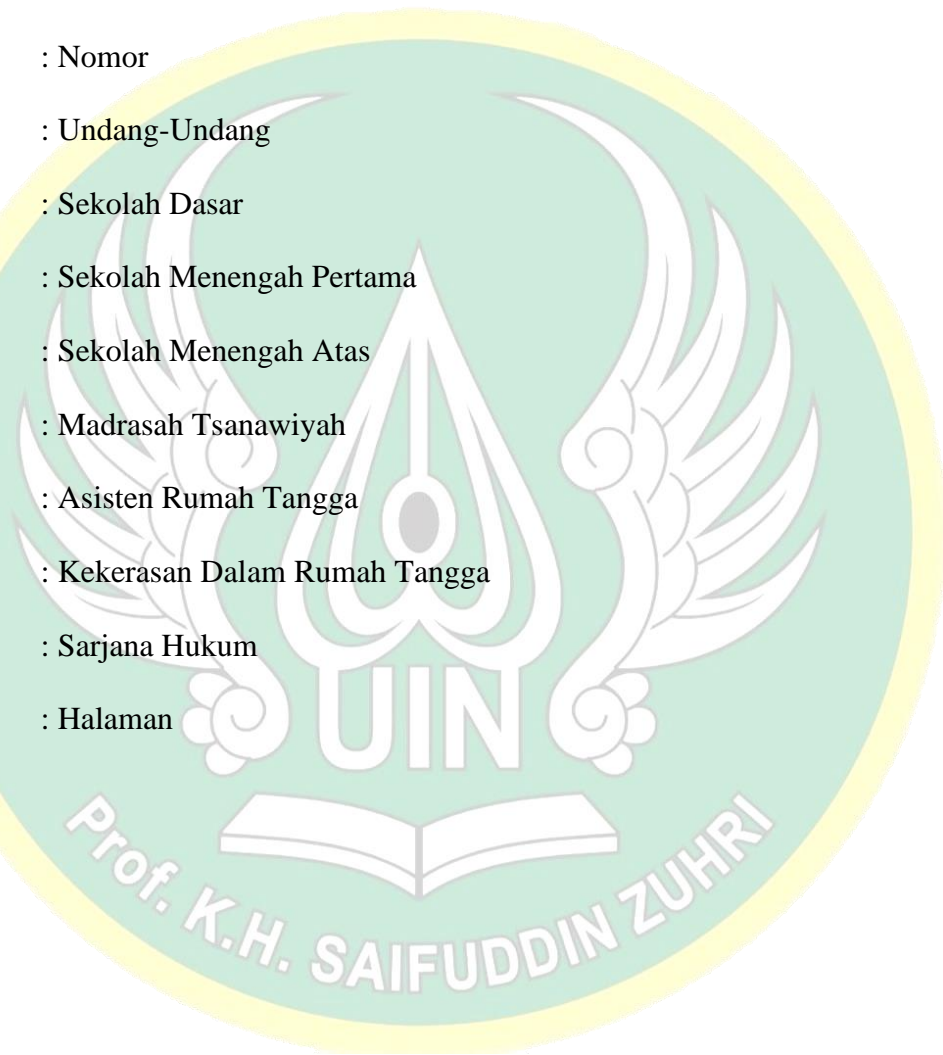 : Nomor
: Undang-Undang
: Sekolah Dasar
: Sekolah Menengah Pertama
: Sekolah Menengah Atas
: Madrasah Tsanawiyah
: Asisten Rumah Tangga
: Kekerasan Dalam Rumah Tangga
: Sarjana Hukum
: Halaman
UIN
Prof. K.H. SAIFUDDIN ZUHRI